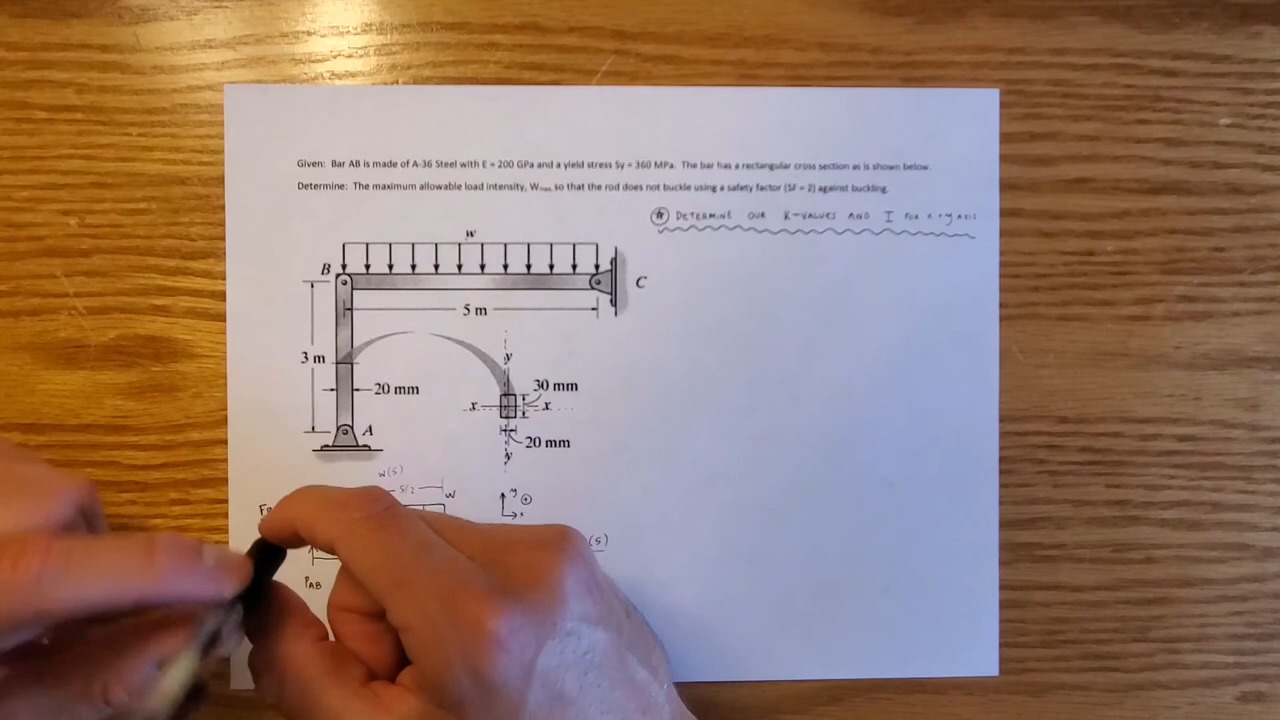 Given: Bar AB is made of A-36 Steel with E = 200 GPa and a yield stress Sy = 360 MPa. The bar has a rectangular cross section as is shown below.
Determine: The maximum allowable load intensity, Wmax, so that the rod does not buckle using a safety factor (SF = 2) against buckling.
DETERMINE OUR K-VALUES AND I FOR x + y AXIS
w
B
C
5 m
3 m
y
30 mm
20 mm
x
x
A
20 mm
y
w(5)
5/2
w
y
+
x
(5)
PAB